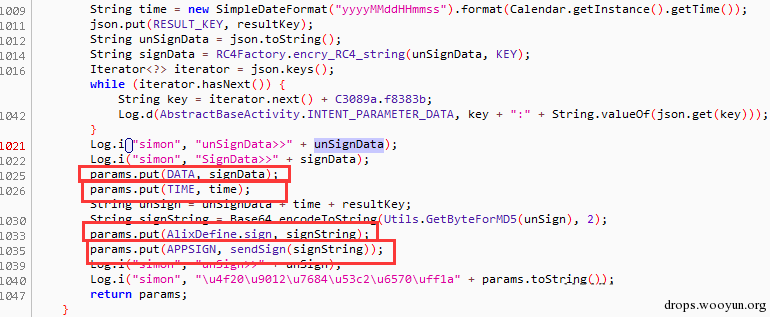 1009 String time = new SimpleDateFormat("yyyyMMddHHmmss").format(Calendar.getInstance().getTime());
1011 json.put(RESULT_KEY, resultKey);
1012 String unSignData = json.toString();
1014 String signData = RC4Factory.encry_RC4_string(unSignData, KEY);
1016 Iterator<?> iterator = json.keys();
while (iterator.hasNext()) {
String key = iterator.next() + C3089a.f8383b;
1042 Log.d(AbstractBaseActivity.INTENT_PARAMETER_DATA, key + ":" + String.valueOf(json.get(key)));
}
1021 Log.i("simon", "unSignData>>" + unSignData);
1022 Log.i("simon", "SignData>>" + signData);
1025 params.put(DATA, signData);
1026 params.put(TIME, time);
String unSign = unSignData + time + resultKey;
1030 String signString = Base64.encodeToString(Utils.GetByteForMD5(unSign), 2);
1033 params.put(AlixDefine.sign, signString);
1035 params.put(APPSIGN, sendSign(signString));
1039 Log.i("simon", "unSign>>" + unSign);
1040 Log.i("simon", "\u4f20\u9012\u7684\u53c2\u6570\uff1a" + params.toString());
1047 return params;
}
drops.wooyun.org